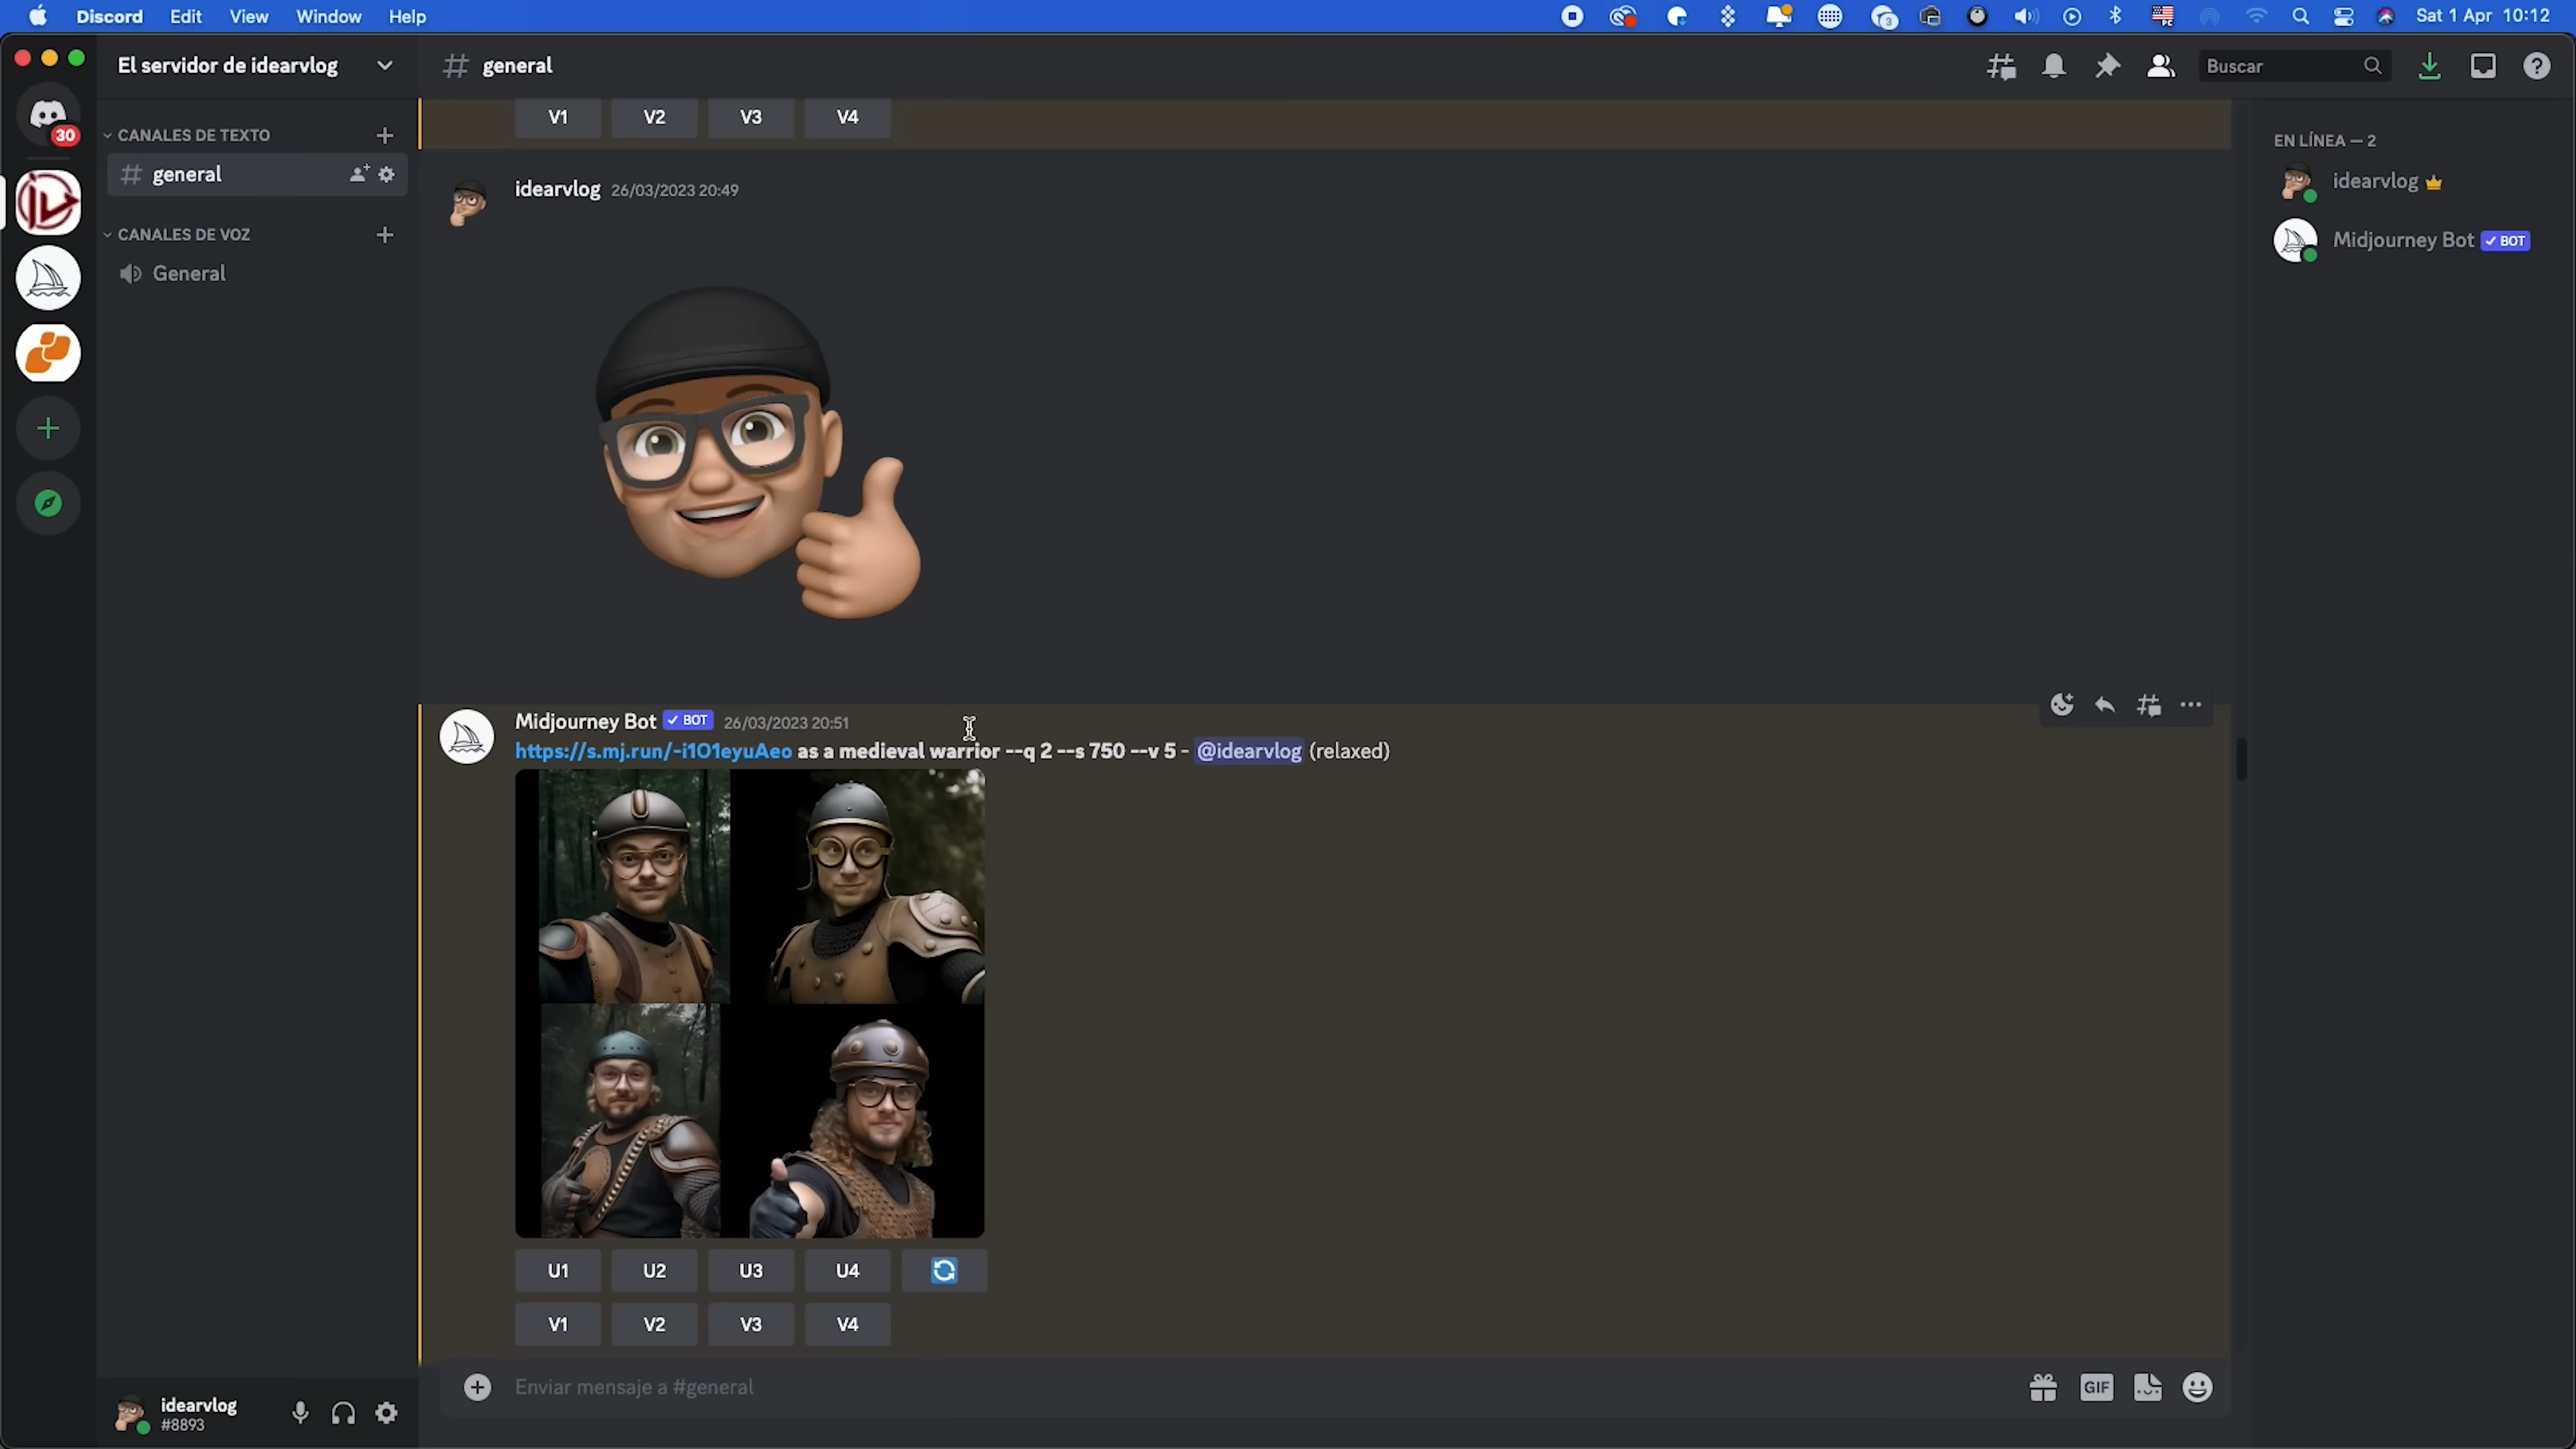 Discord Edit View Window Help
3
PC
Sat 1 Apr 10:12
El servidor de idearvlog
general
Buscar
30
CANALES DE TEXTO
general
CANALES DE VOZ
General
V1 V2 V3 V4
idearvlog 26/03/2023 20:49
Midjourney Bot ✓ BOT 26/03/2023 20:51
https://s.mj.run/-i1O1eyuAeo as a medieval warrior --q 2 --s 750 --v 5 - @idearvlog (relaxed)
U1 U2 U3 U4
V1 V2 V3 V4
Enviar mensaje a #general
GIF
EN LÍNEA — 2
idearvlog
Midjourney Bot ✓ BOT
idearvlog
#8893